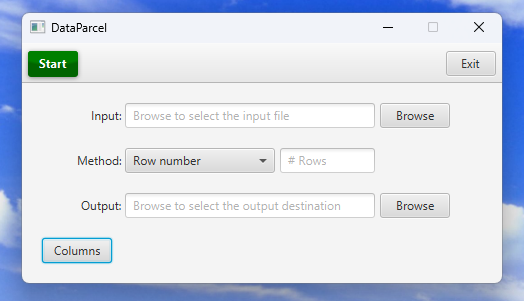 DataParcel
Start Exit
Input: Browse to select the input file Browse
Method: Row number # Rows
Output: Browse to select the output destination Browse
Columns